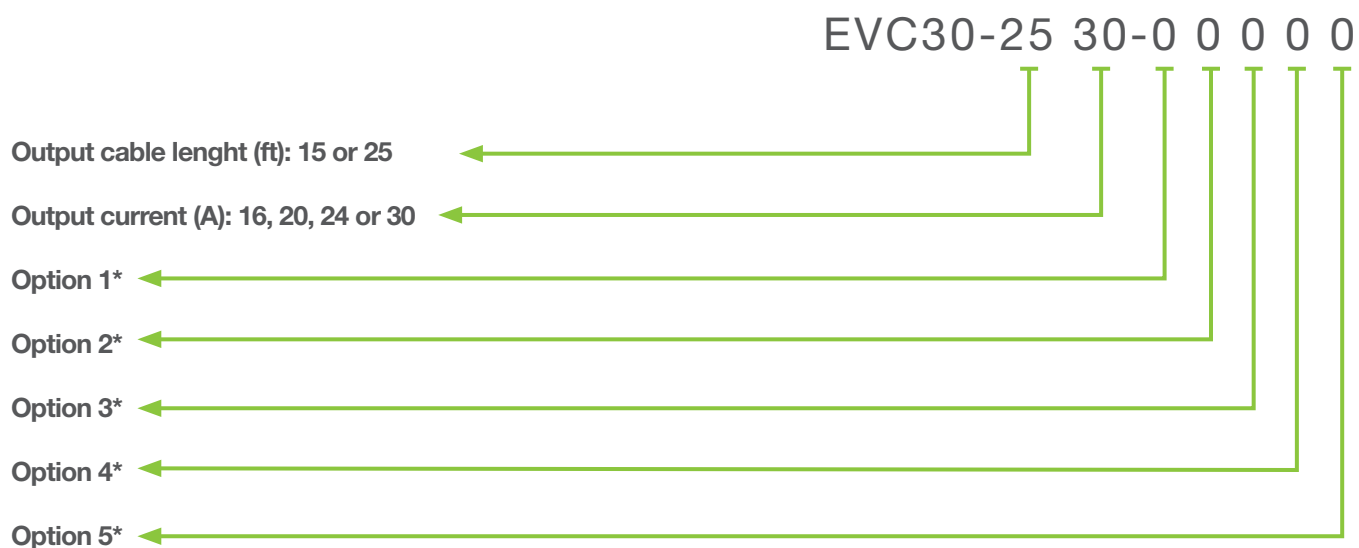 EVC30-25 30-0 0 0 0 0
Output cable lenght (ft): 15 or 25
Output current (A): 16, 20, 24 or 30
Option 1*
Option 2*
Option 3*
Option 4*
Option 5*